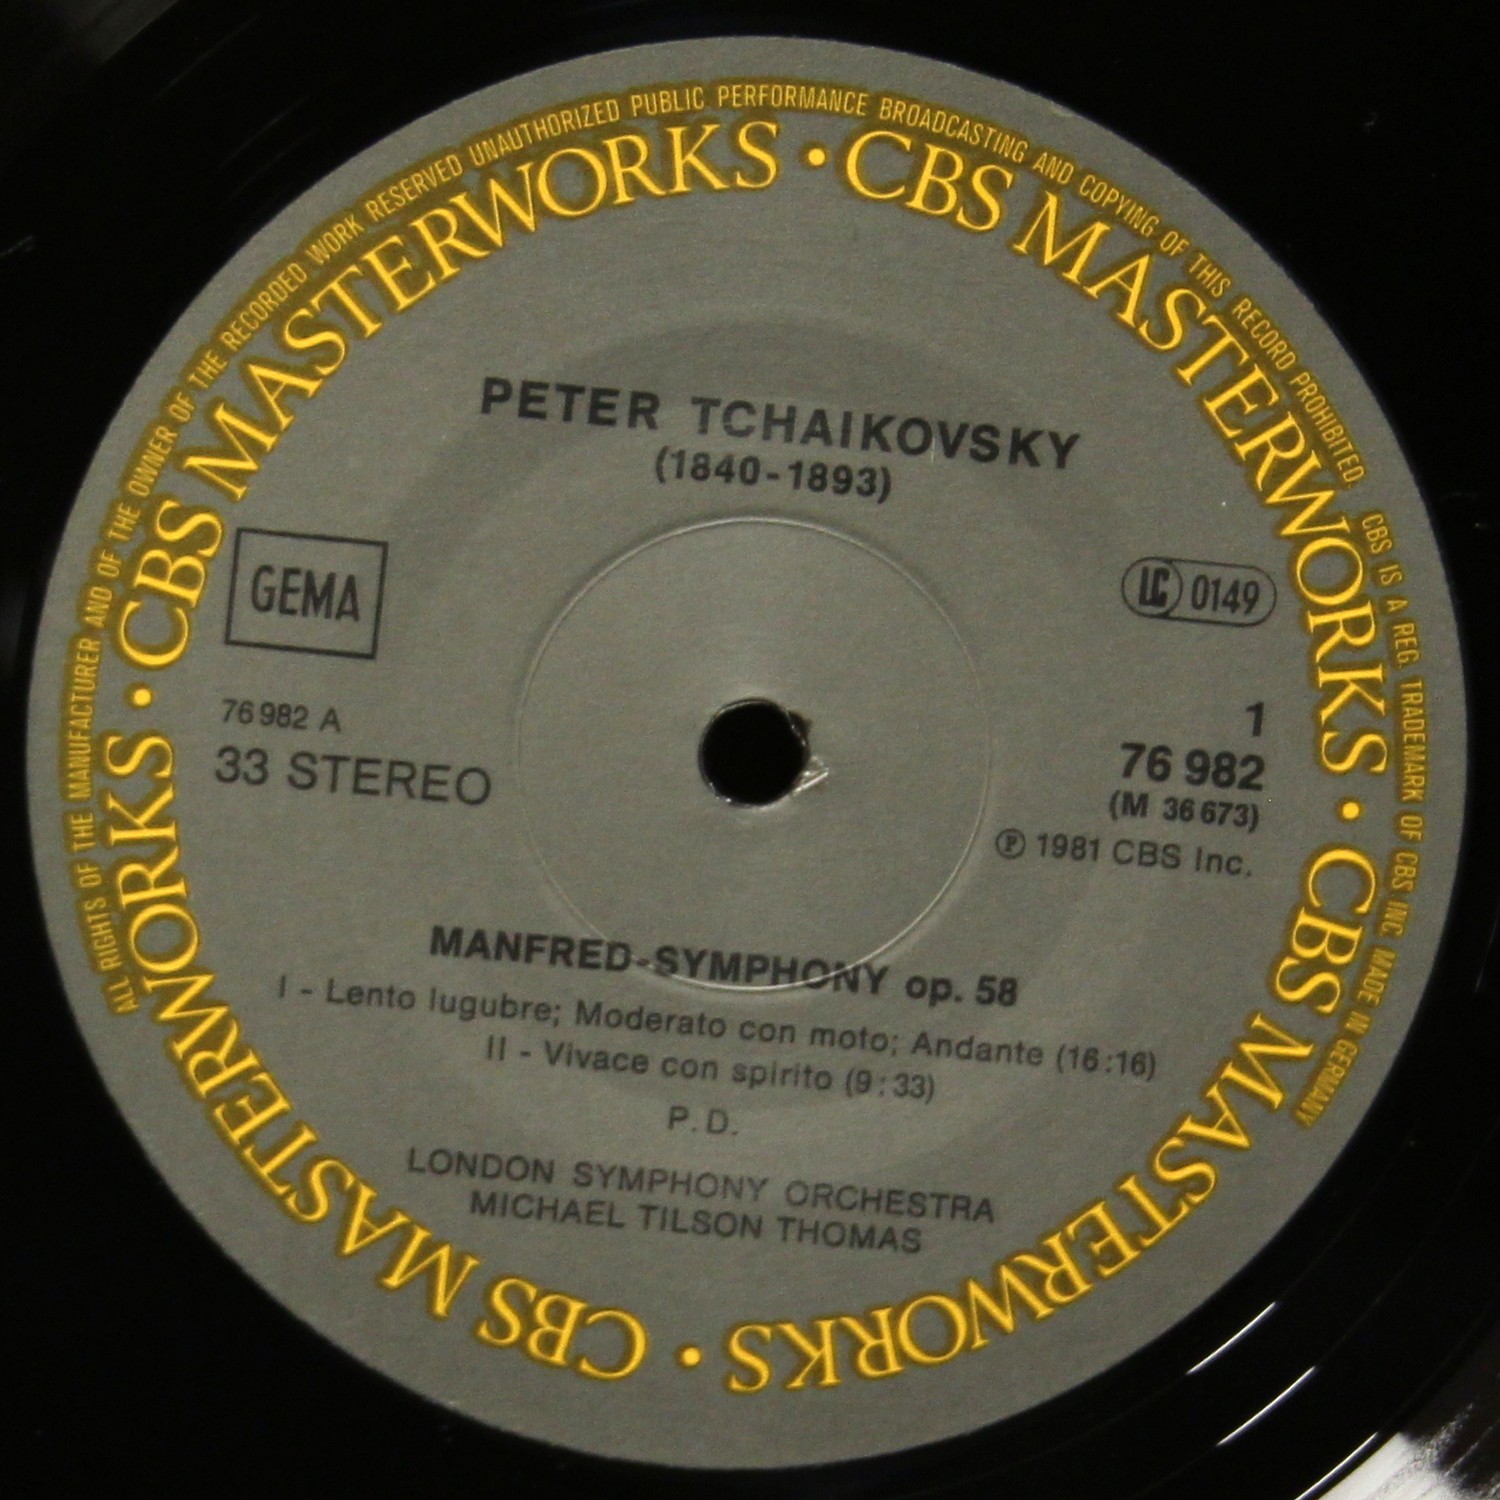 ALL RIGHTS OF THE MANUFACTURER AND OF THE OWNER OF THE RECORDED WORK RESERVED UNAUTHORIZED PUBLIC PERFORMANCE BROADCASTING AND COPYING OF THIS RECORD PROHIBITED CBS IS A REG. TRADEMARK OF CBS INC MADE IN GERMANY
CBS MASTERWORKS · CBS MASTERWORKS · CBS MASTERWORKS · CBS MASTERWORKS ·
PETER TCHAIKOVSKY
(1840-1893)
GEMA
LC 0149
76 982 A
33 STEREO
1
76 982
(M 36 673)
Ⓟ 1981 CBS Inc.
MANFRED-SYMPHONY op. 58
I - Lento lugubre; Moderato con moto; Andante (16:16)
II - Vivace con spirito (9:33)
P.D.
LONDON SYMPHONY ORCHESTRA
MICHAEL TILSON THOMAS